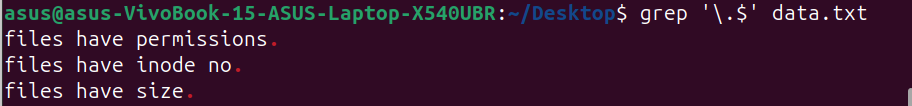 asus@asus-VivoBook-15-ASUS-Laptop-X540UBR:~/Desktop$ grep '\.$' data.txt
files have permissions.
files have inode no.
files have size.